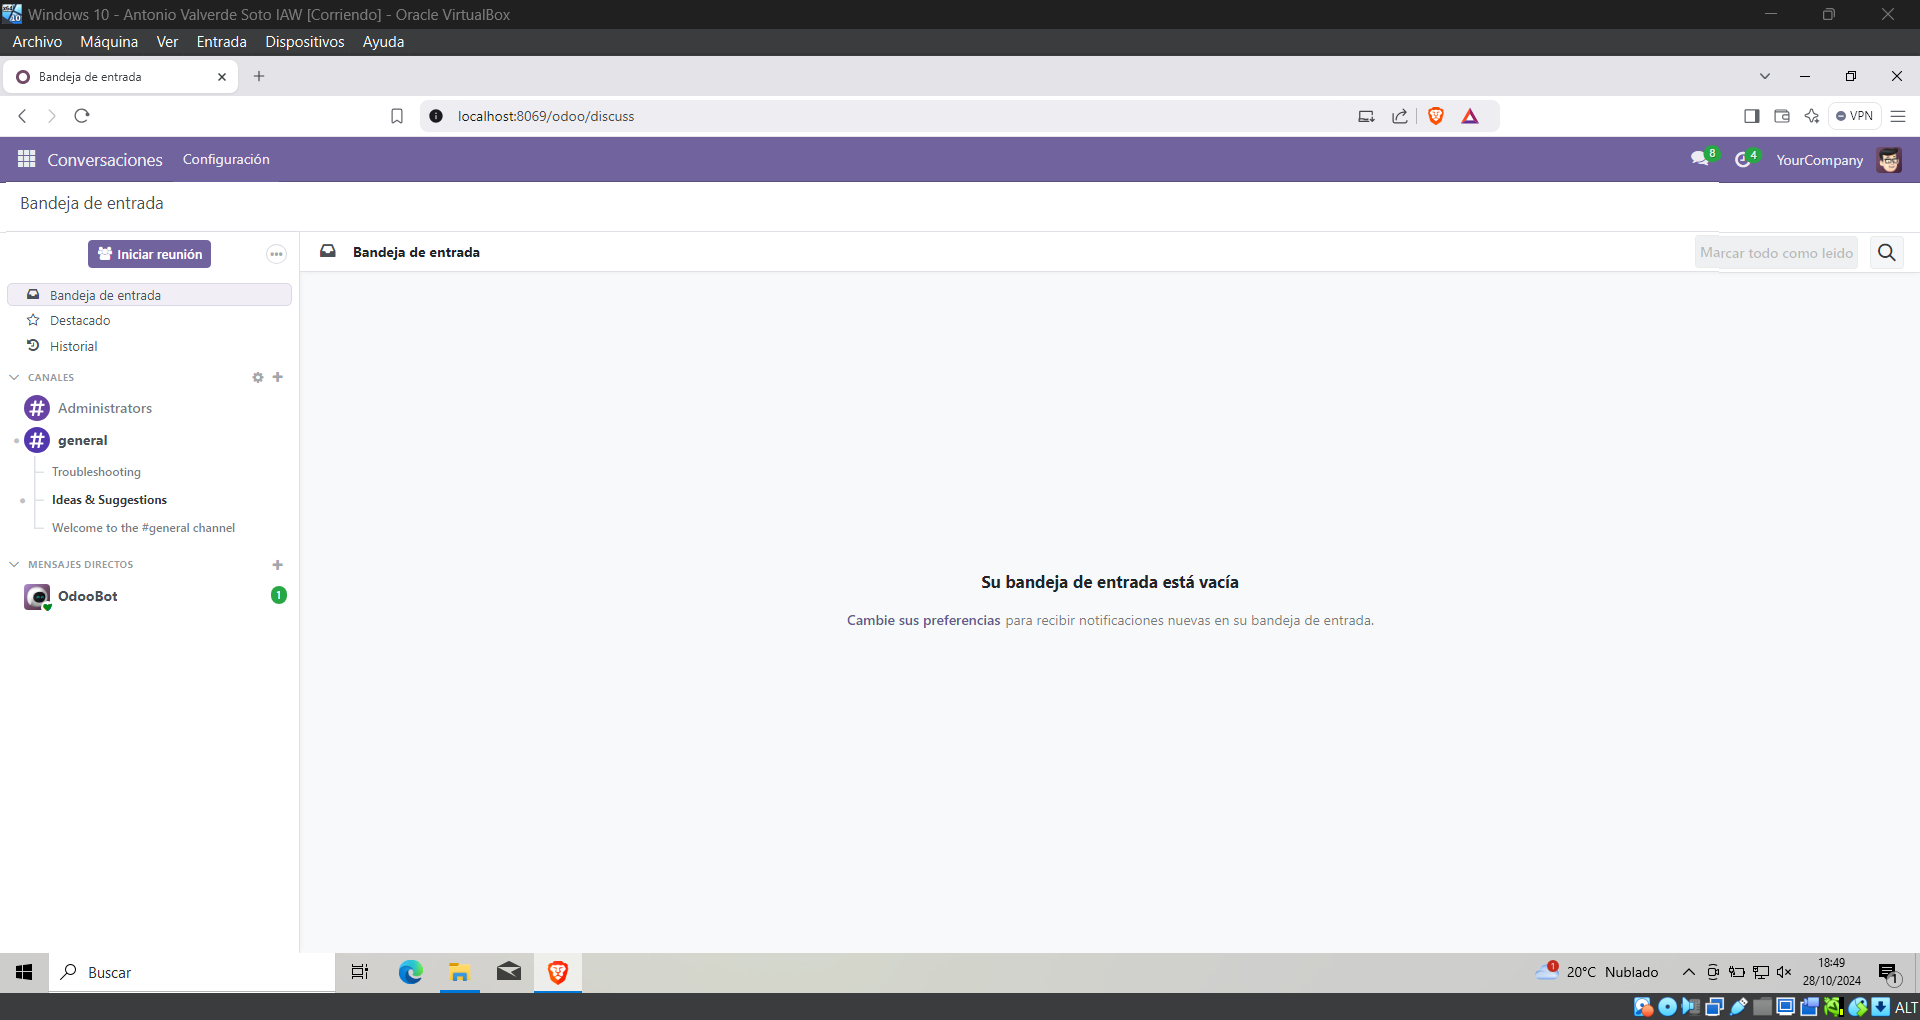 Windows 10 - Antonio Valverde Soto IAW [Corriendo] - Oracle VirtualBox
Archivo Máquina Ver Entrada Dispositivos Ayuda
Bandeja de entrada
localhost:8069/odoo/discuss
VPN
Conversaciones Configuración
8
4
YourCompany
Bandeja de entrada
Iniciar reunión
Bandeja de entrada
Marcar todo como leido
Bandeja de entrada
Destacado
Historial
CANALES
Administrators
general
Troubleshooting
Ideas & Suggestions
Welcome to the #general channel
MENSAJES DIRECTOS
OdooBot
1
Su bandeja de entrada está vacía
Cambie sus preferencias para recibir notificaciones nuevas en su bandeja de entrada.
Buscar
1
20°C Nublado
18:49
28/10/2024
1
ALT